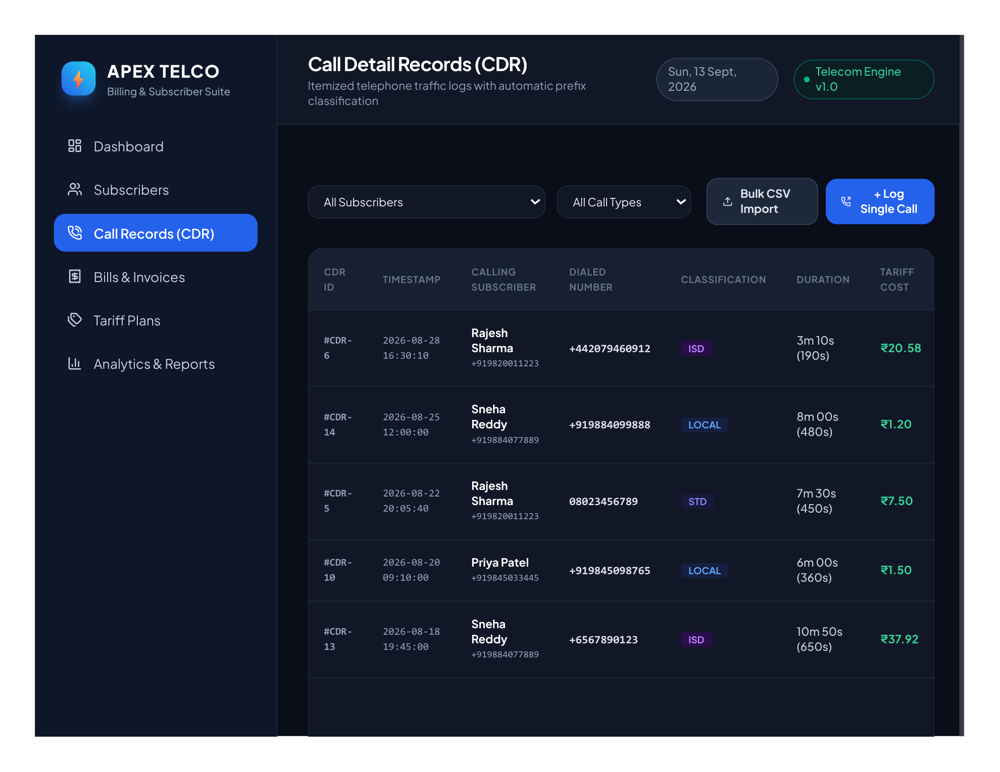 APEX TELCO
Billing & Subscriber Suite
Dashboard
Subscribers
Call Records (CDR)
Bills & Invoices
Tariff Plans
Analytics & Reports
Call Detail Records (CDR)
Itemized telephone traffic logs with automatic prefix
classification
Sun, 13 Sept,
2026
Telecom Engine
v1.0
All Subscribers
All Call Types
Bulk CSV
Import
+ Log
Single Call
CDR
ID
TIMESTAMP
CALLING
SUBSCRIBER
DIALED
NUMBER
CLASSIFICATION
DURATION
TARIFF
COST
#CDR-
6
2026-08-28
16:30:10
Rajesh
Sharma
+919820011223
+442079460912
ISD
3m 10s
(190s)
₹20.58
#CDR-
14
2026-08-25
12:00:00
Sneha
Reddy
+919884077889
+919884099888
LOCAL
8m 00s
(480s)
₹1.20
#CDR-
5
2026-08-22
20:05:40
Rajesh
Sharma
+919820011223
08023456789
STD
7m 30s
(450s)
₹7.50
#CDR-
10
2026-08-20
09:10:00
Priya Patel
+919845033445
+919845098765
LOCAL
6m 00s
(360s)
₹1.50
#CDR-
13
2026-08-18
19:45:00
Sneha
Reddy
+919884077889
+6567890123
ISD
10m 50s
(650s)
₹37.92